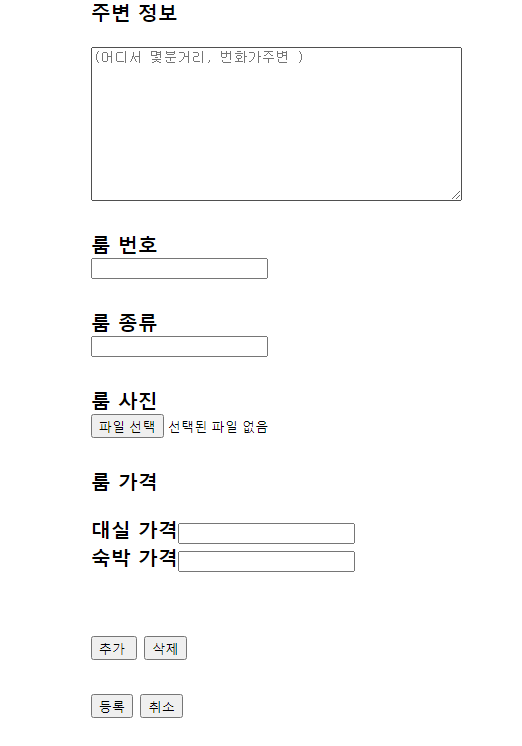 주변 정보
(어디서 몇분거리, 번화가주변 )
룸 번호
룸 종류
룸 사진
파일 선택 선택된 파일 없음
룸 가격
대실 가격
숙박 가격
추가 삭제
등록 취소